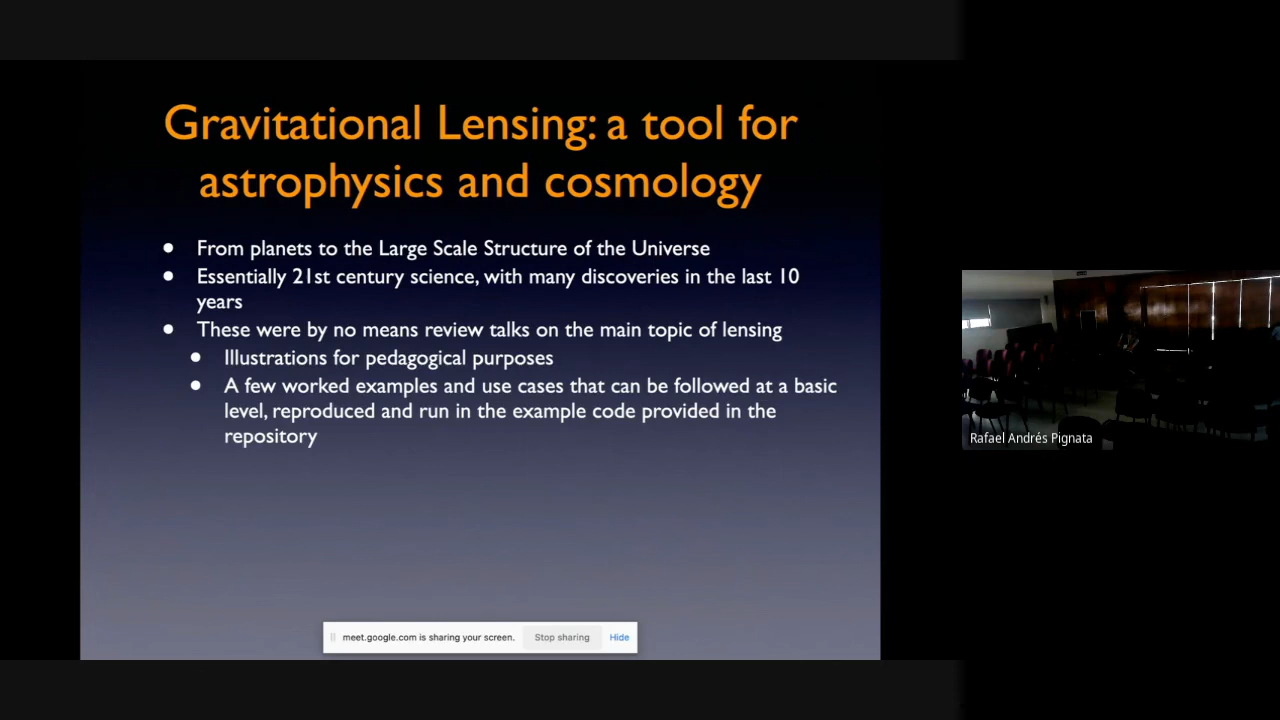 Gravitational Lensing: a tool for
astrophysics and cosmology
● From planets to the Large Scale Structure of the Universe
● Essentially 21st century science, with many discoveries in the last 10
years
● These were by no means review talks on the main topic of lensing
● Illustrations for pedagogical purposes
● A few worked examples and use cases that can be followed at a basic
level, reproduced and run in the example code provided in the
repository
meet.google.com is sharing your screen. Stop sharing Hide
Rafael Andrés Pignata